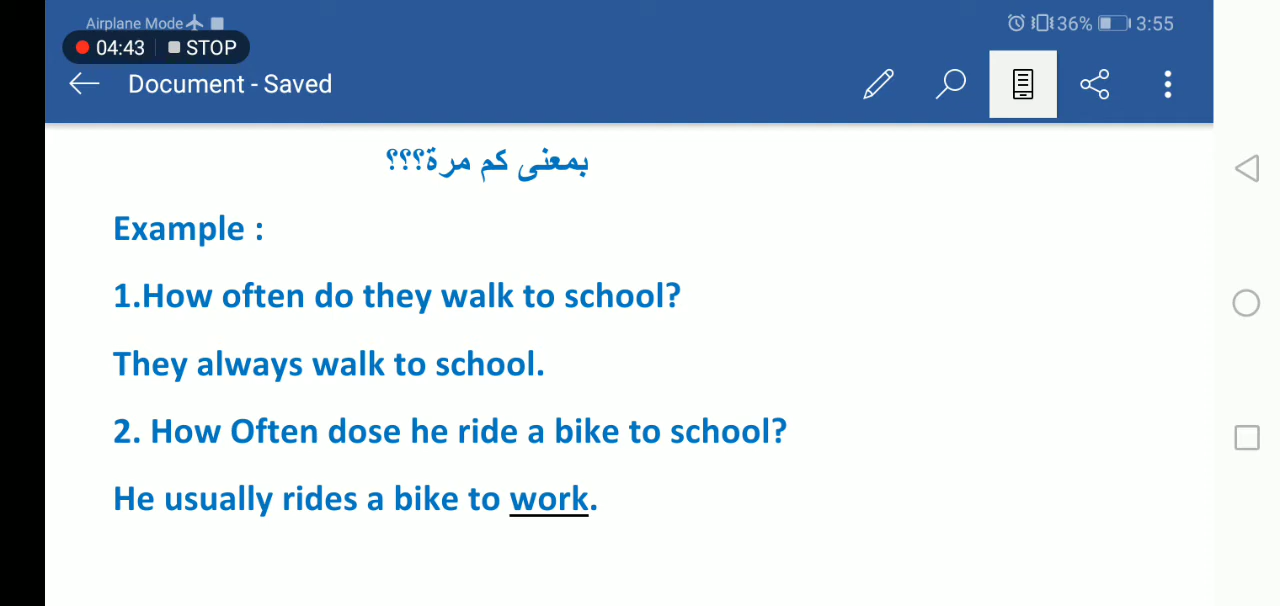 Airplane Mode
36% 3:55
04:43 STOP
Document - Saved
بمعنى كم مرة؟؟؟
Example :
1.How often do they walk to school?
They always walk to school.
2. How Often dose he ride a bike to school?
He usually rides a bike to work.